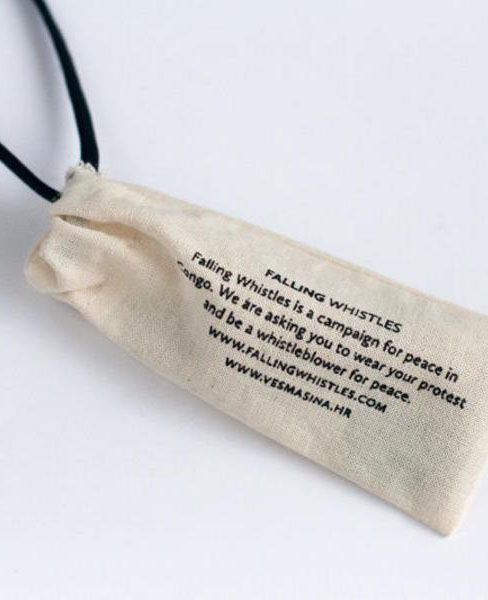 FALLING WHISTLES
Falling Whistles is a campaign for peace in
Congo. We are asking you to wear your protest
and be a whistleblower for peace.
WWW.FALLINGWHISTLES.COM
WWW.VESMASINA.HR